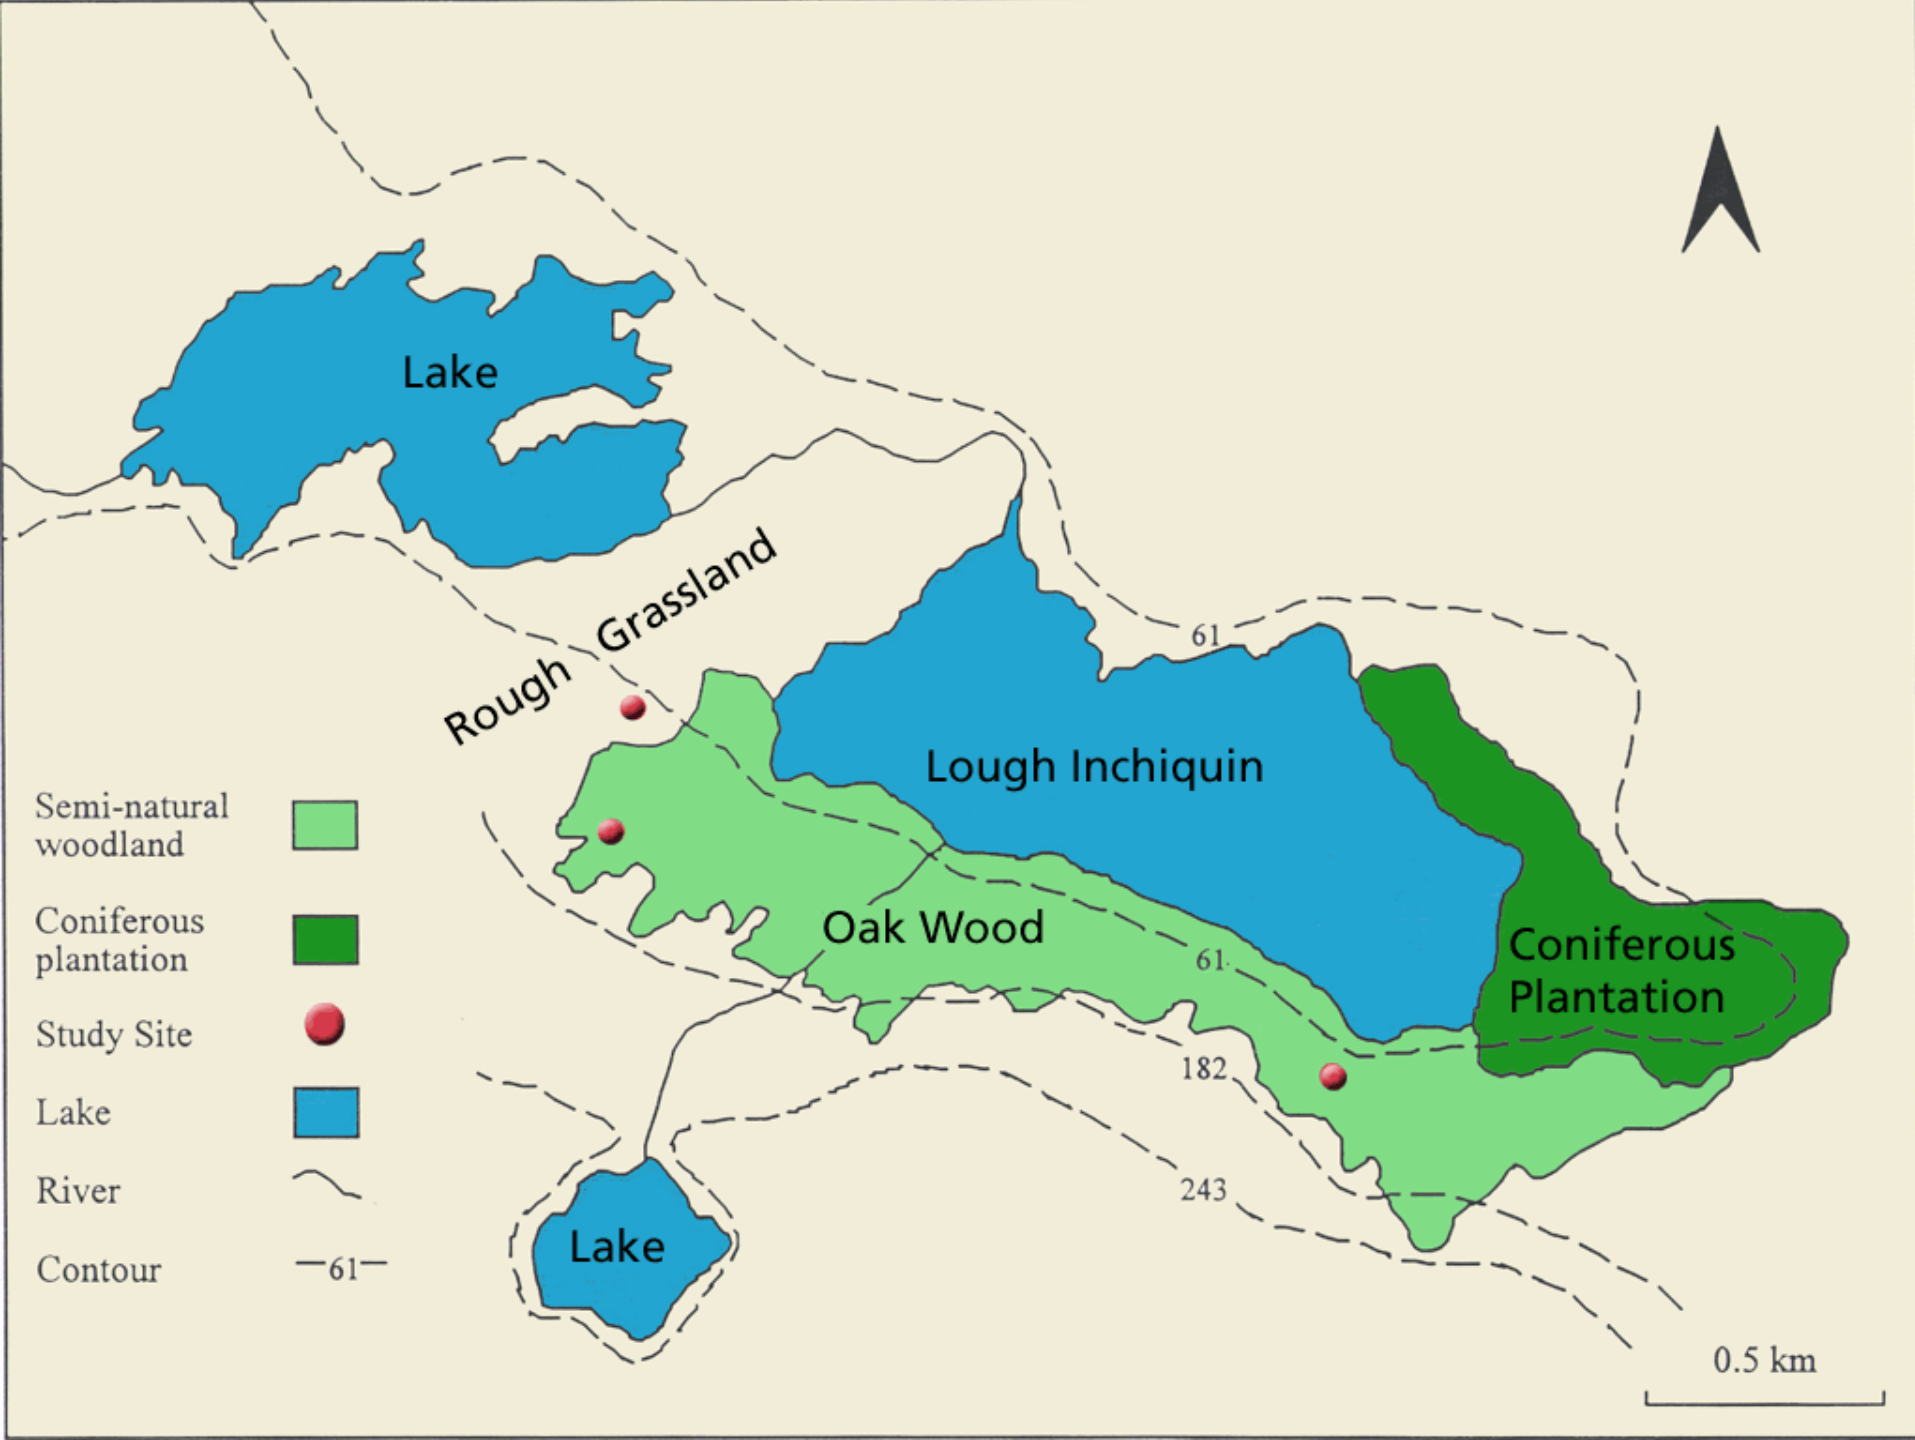 Lake
Rough Grassland
61
Lough Inchiquin
Semi-natural
woodland
Oak Wood
Coniferous
Plantation
61
Coniferous
plantation
Study Site
182
Lake
River
243
Lake
Contour
61
0.5 km